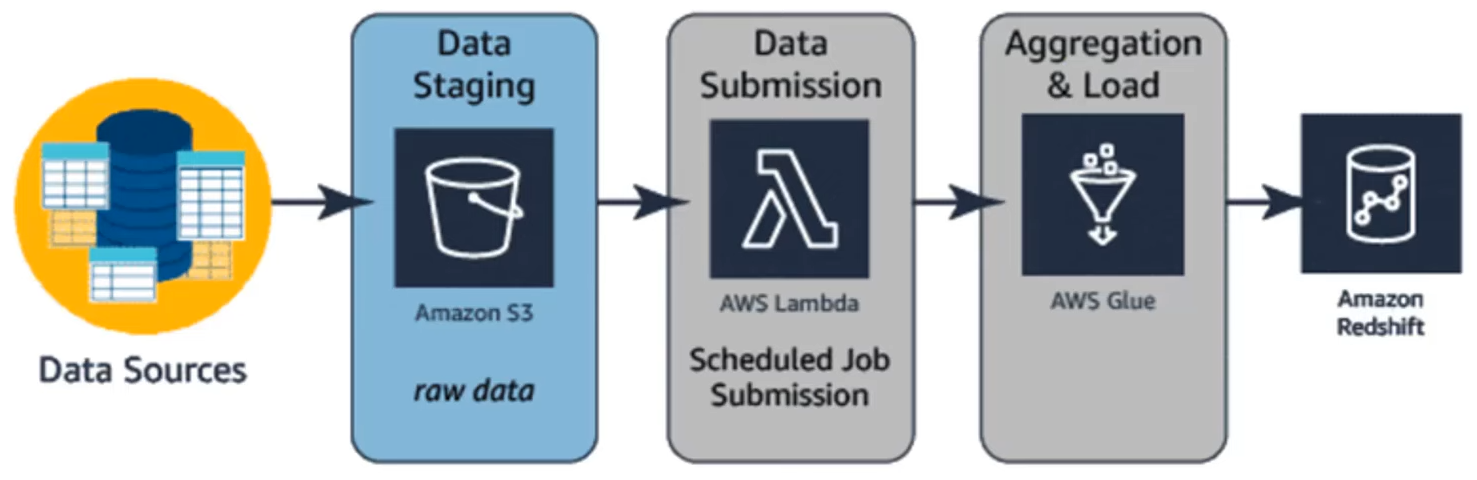 Data Sources
Data
Staging
Amazon S3
raw data
Data
Submission
AWS Lambda
Scheduled Job
Submission
Aggregation
& Load
AWS Glue
Amazon
Redshift